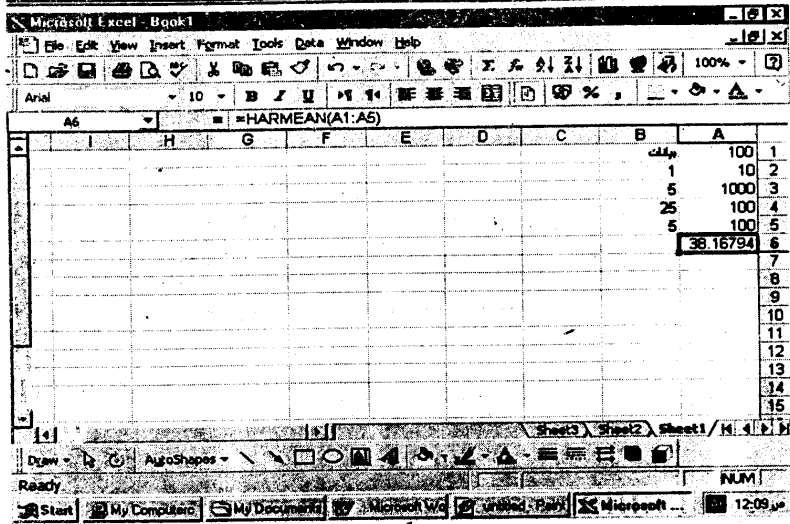 Microsoft Excel - Book1
File Edit View Insert Format Tools Data Window Help
100%
Arial 10 B I U
A6 = =HARMEAN(A1:A5)
I H G F E D C B A
بيانات 100 1
1 10 2
5 1000 3
25 100 4
5 100 5
38.16794 6
7
8
9
10
11
12
13
14
15
Sheet3 Sheet2 Sheet1
Draw AutoShapes
Ready NUM
Start My Computer My Documents Microsoft Wo untitled - Paint Microsoft ... 12:09 ص